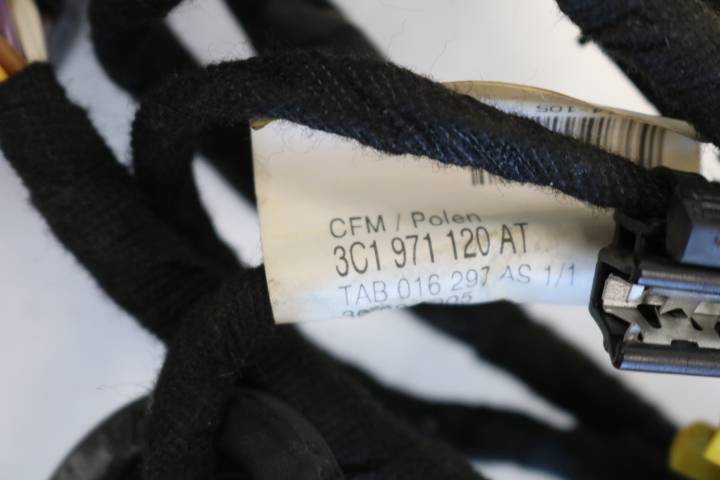 CFM / Polen
3C1 971 120 AT
TAB 016 297 AS 1/1